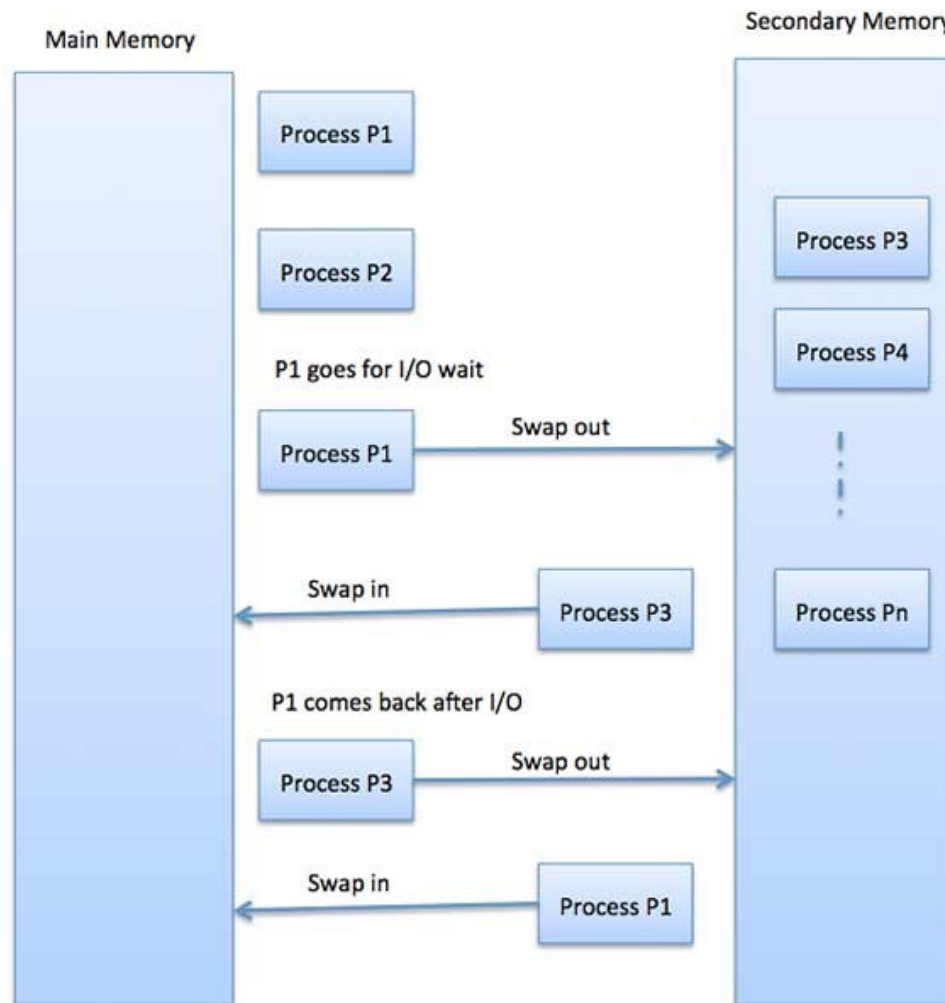 Main Memory
Secondary Memory
Process P1
Process P3
Process P2
Process P4
P1 goes for I/O wait
Process P1
Swap out
Swap in
Process P3
Process Pn
P1 comes back after I/O
Process P3
Swap out
Swap in
Process P1